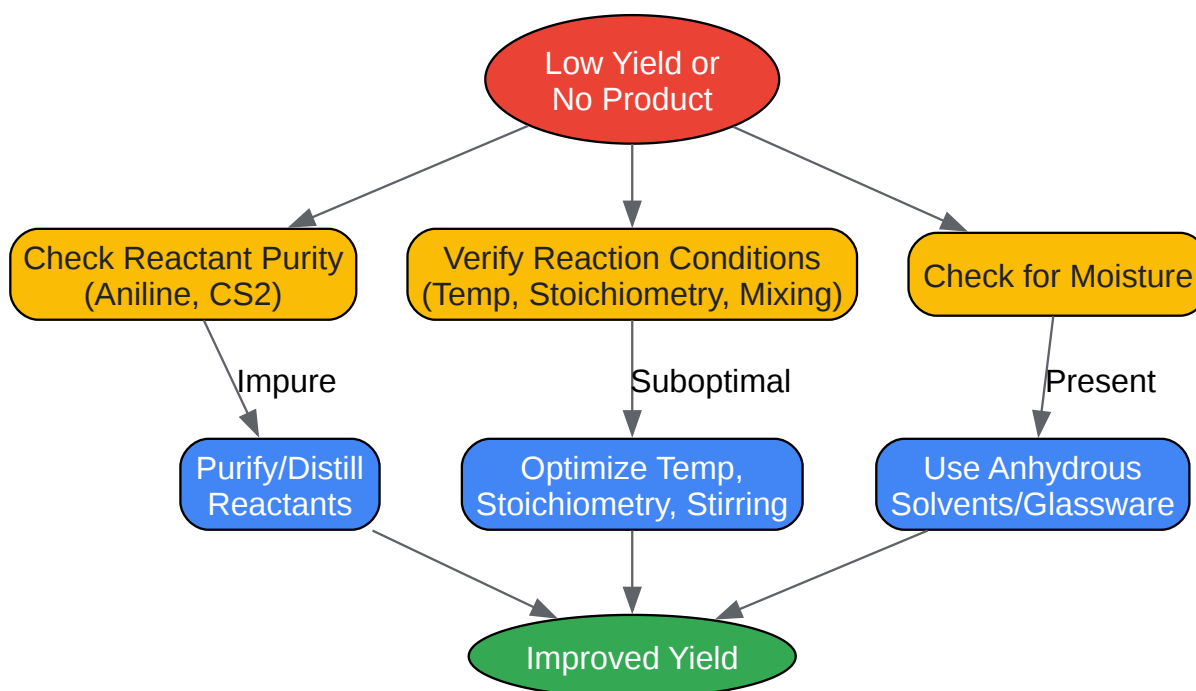 Low Yield or
No Product
Check Reactant Purity
(Aniline, CS2)
Verify Reaction Conditions
(Temp, Stoichiometry, Mixing)
Check for Moisture
Impure
Suboptimal
Present
Purify/Distill
Reactants
Optimize Temp,
Stoichiometry, Stirring
Use Anhydrous
Solvents/Glassware
Improved Yield